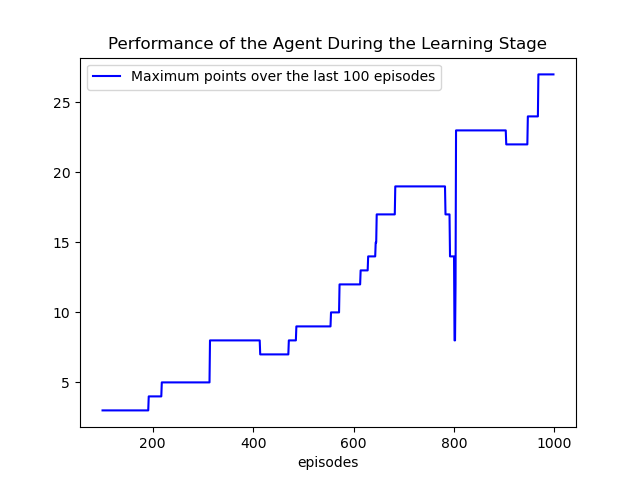 Performance of the Agent During the Learning Stage
Maximum points over the last 100 episodes
25
20
15
10
5
200 400 600 800 1000
episodes